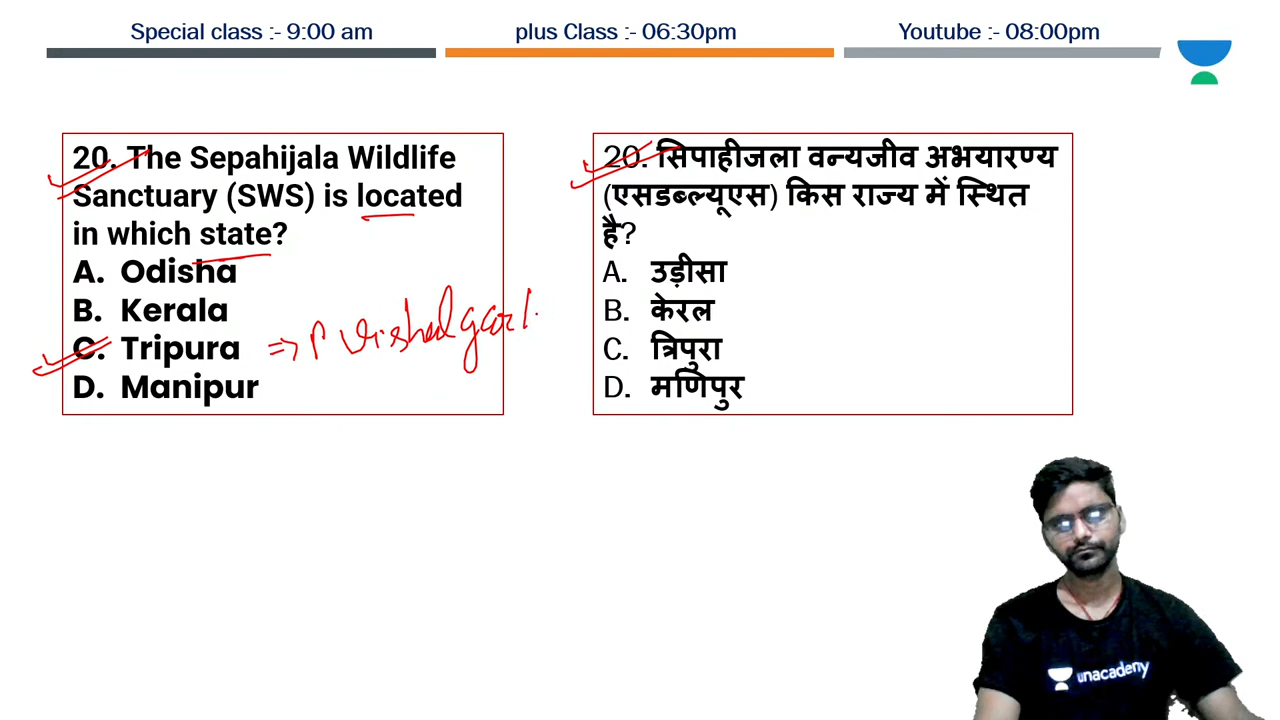 Special class :- 9:00 am
plus Class :- 06:30pm
Youtube :- 08:00pm
20. The Sepahijala Wildlife
Sanctuary (SWS) is located
in which state?
A. Odisha
B. Kerala
C. Tripura
D. Manipur
20. सिपाहीजला वन्यजीव अभयारण्य
(एसडब्ल्यूएस) किस राज्य में स्थित
है?
A. उड़ीसा
B. केरल
C. त्रिपुरा
D. मणिपुर
unacademy